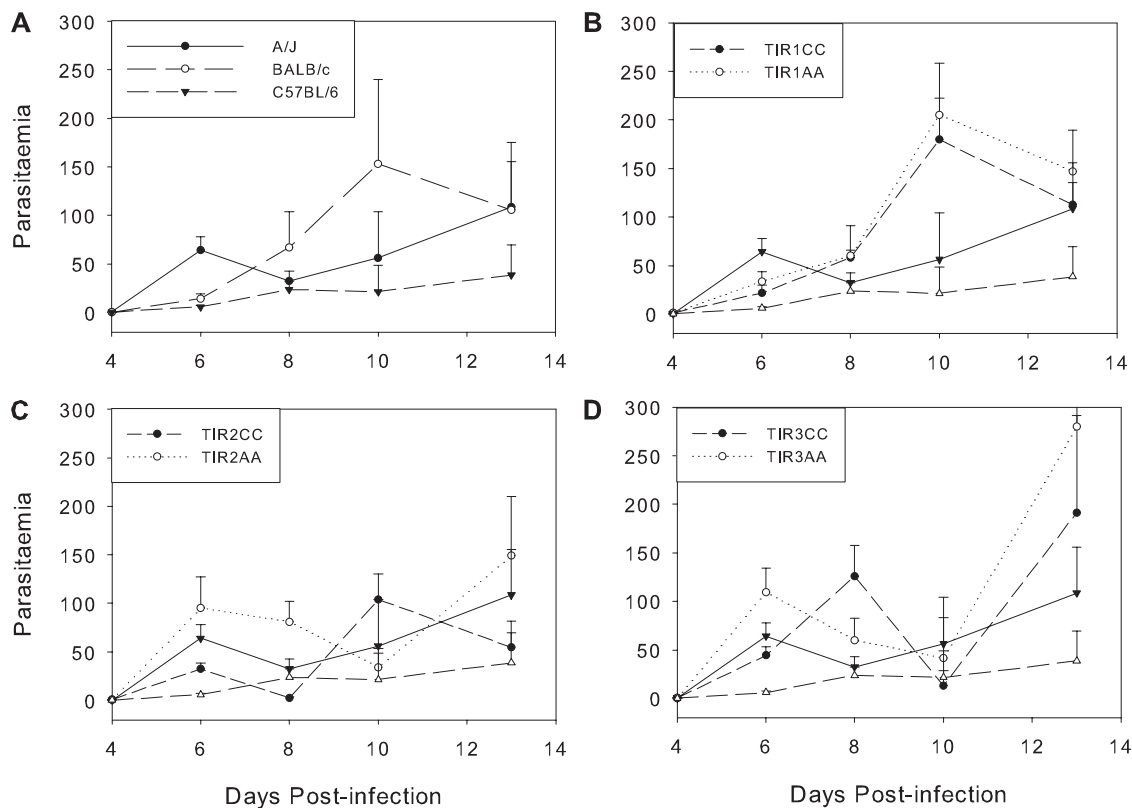 A
300
250
200
150
100
50
0
Parasitaemia
A/J
BALB/c
C57BL/6
4 6 8 10 12 14
B
300
250
200
150
100
50
0
TIR1CC
TIR1AA
4 6 8 10 12 14
C
300
250
200
150
100
50
0
Parasitaemia
TIR2CC
TIR2AA
4 6 8 10 12 14
Days Post-infection
D
300
250
200
150
100
50
0
TIR3CC
TIR3AA
4 6 8 10 12 14
Days Post-infection